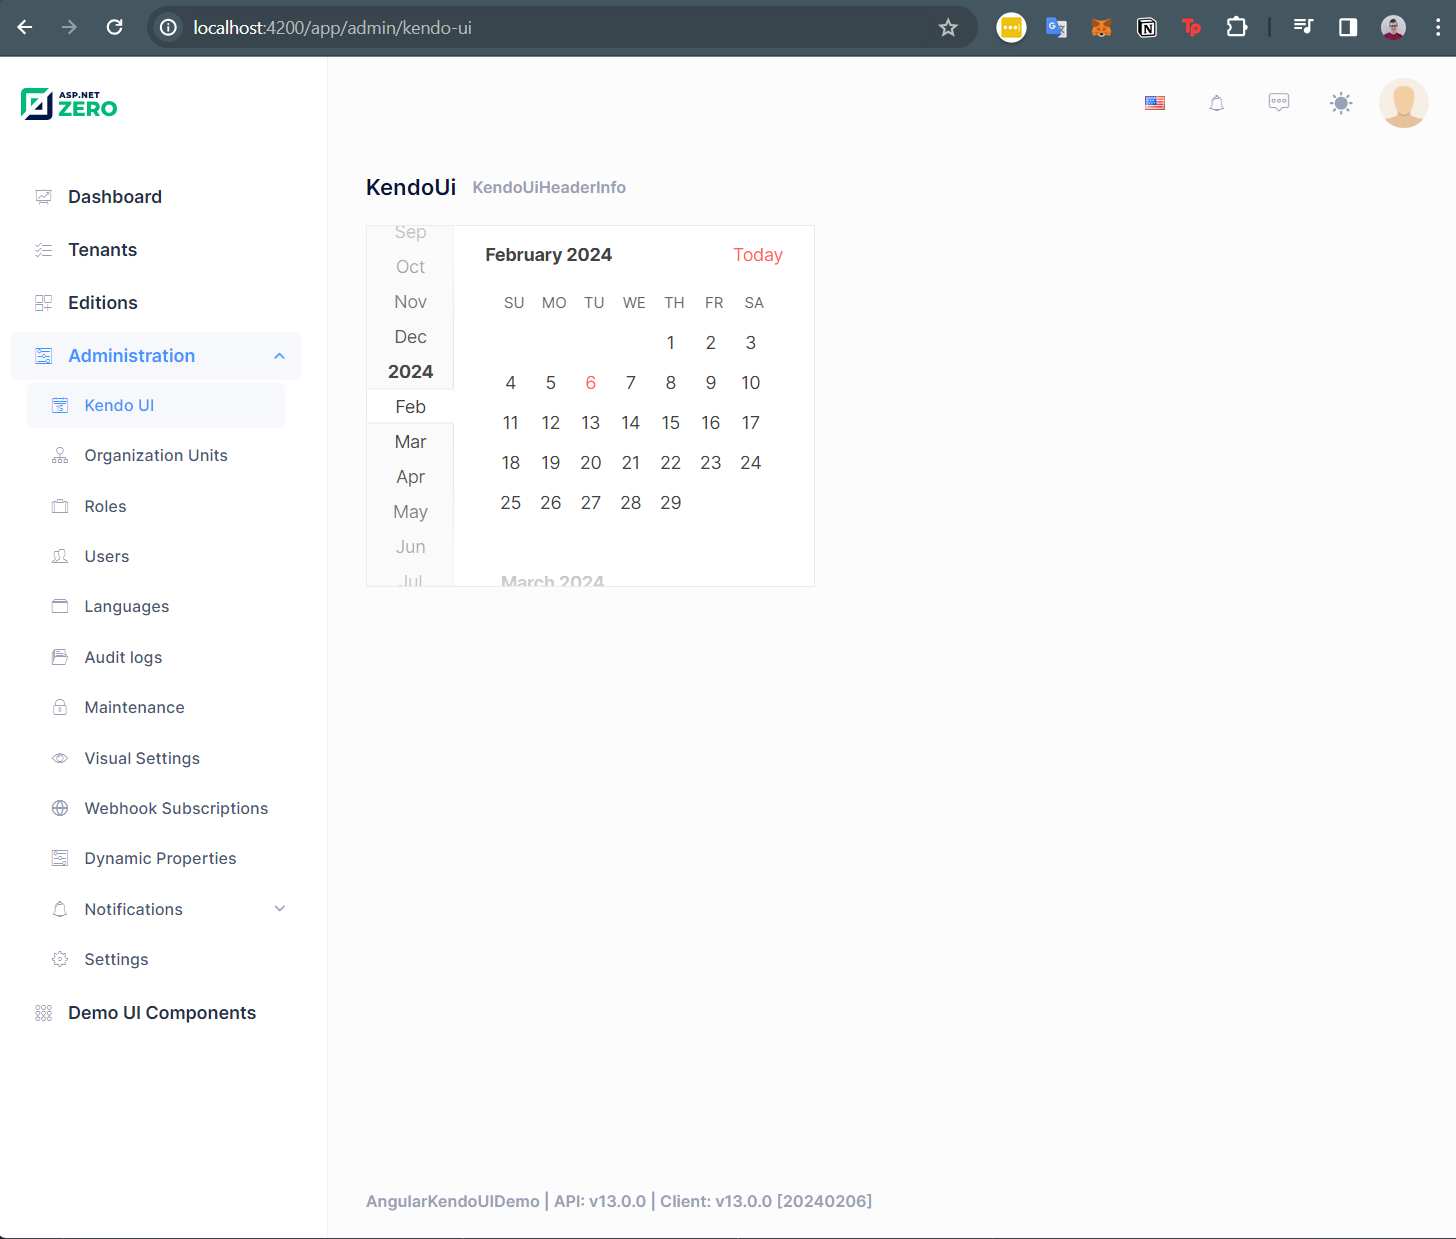 localhost:4200/app/admin/kendo-ui
ASP.NET
ZERO
Dashboard
Tenants
Editions
Administration
Kendo UI
Organization Units
Roles
Users
Languages
Audit logs
Maintenance
Visual Settings
Webhook Subscriptions
Dynamic Properties
Notifications
Settings
Demo UI Components
KendoUi KendoUiHeaderInfo
Sep
Oct
Nov
Dec
2024
Feb
Mar
Apr
May
Jun
Jul
February 2024 Today
SU MO TU WE TH FR SA
1 2 3
4 5 6 7 8 9 10
11 12 13 14 15 16 17
18 19 20 21 22 23 24
25 26 27 28 29
March 2024
AngularKendoUIDemo | API: v13.0.0 | Client: v13.0.0 [20240206]